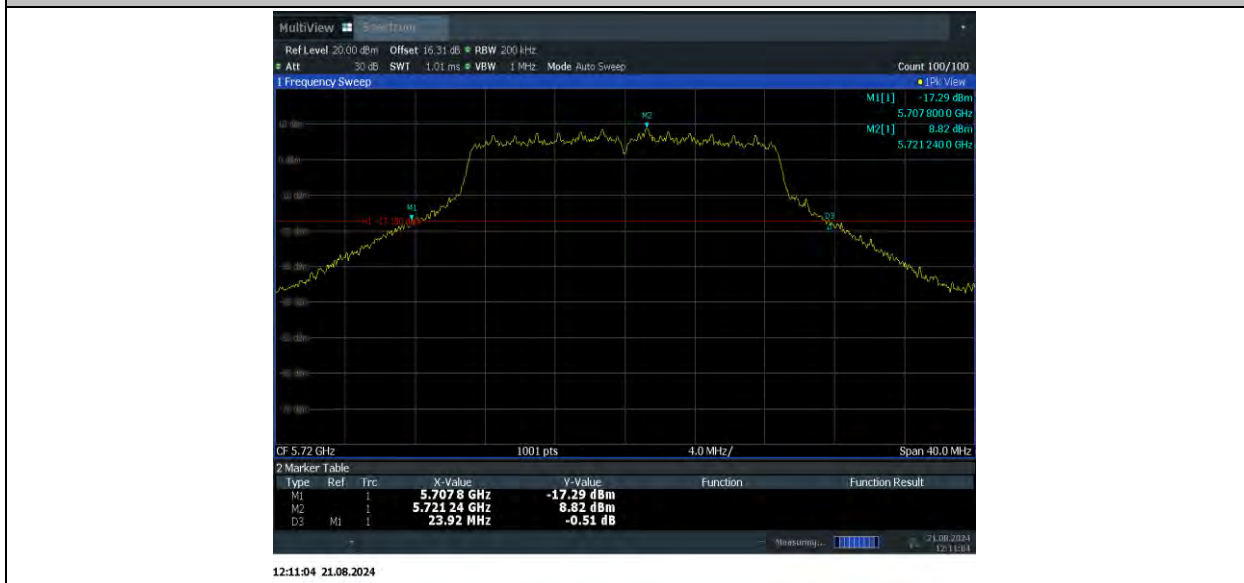 MultiView Spectrum
Ref Level 20.00 dBm Offset 16.31 dB RBW 200 kHz
Att 30 dB SWT 1.01 ms VBW 1 MHz Mode Auto Sweep Count 100/100
1 Frequency Sweep 1Pk View
M1[1] -17.29 dBm
5.707 800 0 GHz
M2[1] 8.82 dBm
5.721 240 0 GHz
M2
M1
D3
CF 5.72 GHz 1001 pts 4.0 MHz/ Span 40.0 MHz
2 Marker Table
Type Ref Trc X-Value Y-Value Function Function Result
M1 1 5.707 8 GHz -17.29 dBm
M2 1 5.721 24 GHz 8.82 dBm
D3 M1 1 23.92 MHz -0.51 dB
Measuring... 21.08.2024
12:11:04
12:11:04 21.08.2024